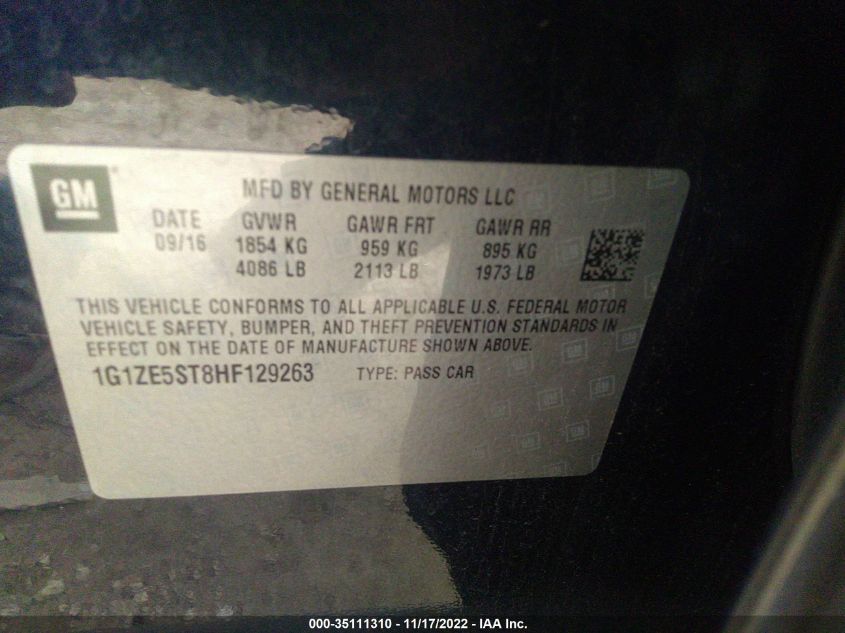 GM ®
MFD BY GENERAL MOTORS LLC
DATE GVWR GAWR FRT GAWR RR
09/16 1854 KG 959 KG 895 KG
4086 LB 2113 LB 1973 LB
THIS VEHICLE CONFORMS TO ALL APPLICABLE U.S. FEDERAL MOTOR
VEHICLE SAFETY, BUMPER, AND THEFT PREVENTION STANDARDS IN
EFFECT ON THE DATE OF MANUFACTURE SHOWN ABOVE.
1G1ZE5ST8HF129263 TYPE: PASS CAR
000-35111310 - 11/17/2022 - IAA Inc.